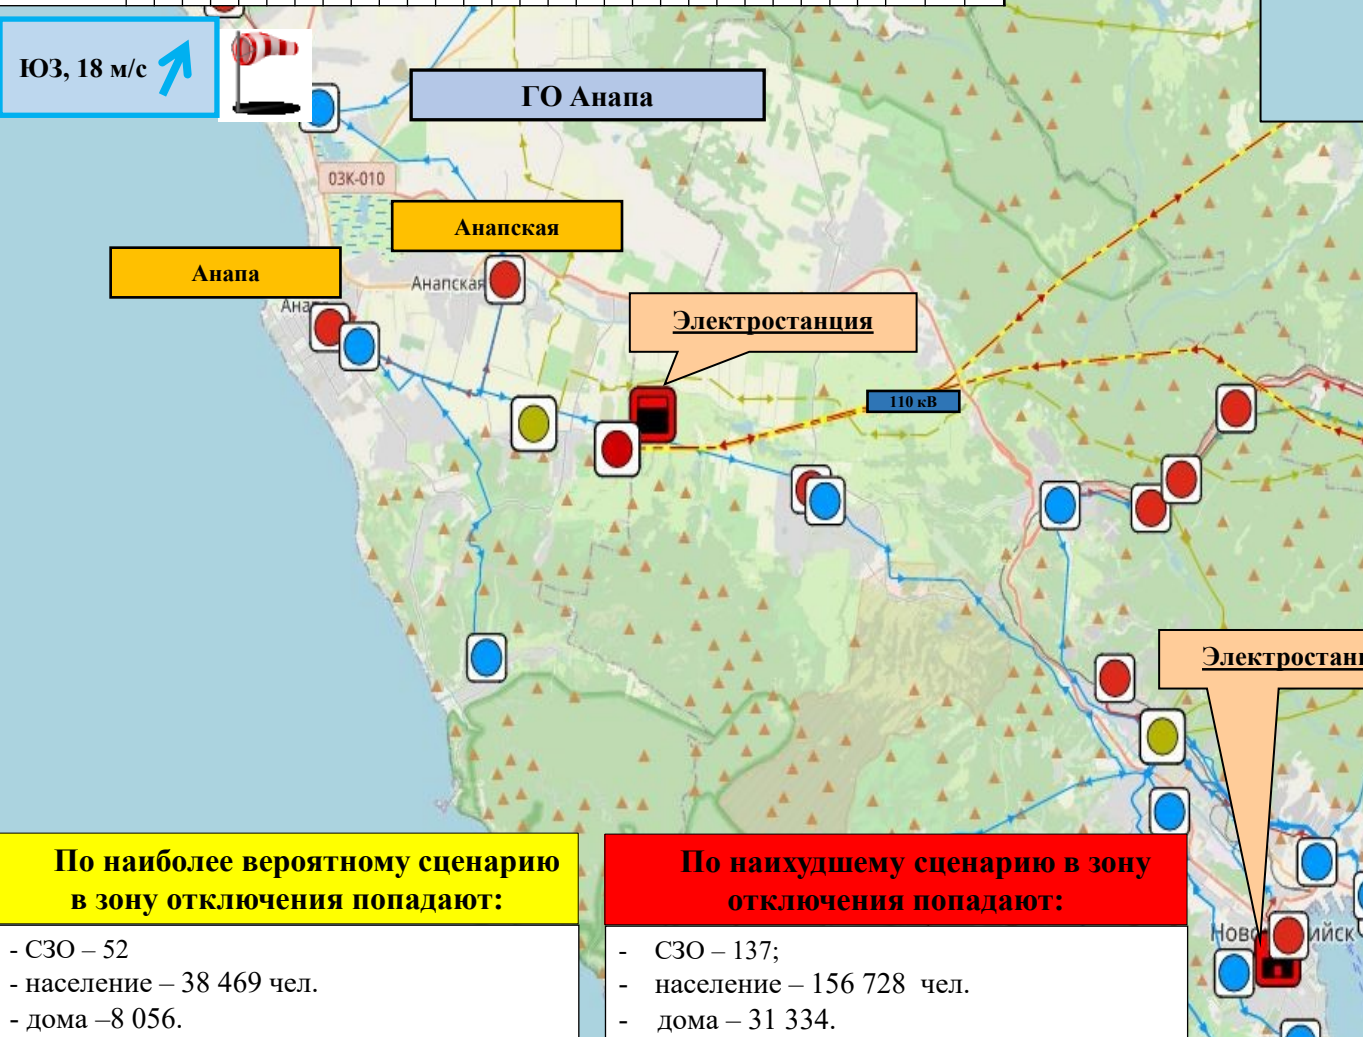 ЮЗ, 18 м/с
ГО Анапа
03К-010
Анапская
Анапа
Анапская
Электростанция
110 кВ
Электростан
По наиболее вероятному сценарию
в зону отключения попадают:
- СЗО – 52
- население – 38 469 чел.
- дома –8 056.
По наихудшему сценарию в зону
отключения попадают:
- СЗО – 137;
- население – 156 728 чел.
- дома – 31 334.